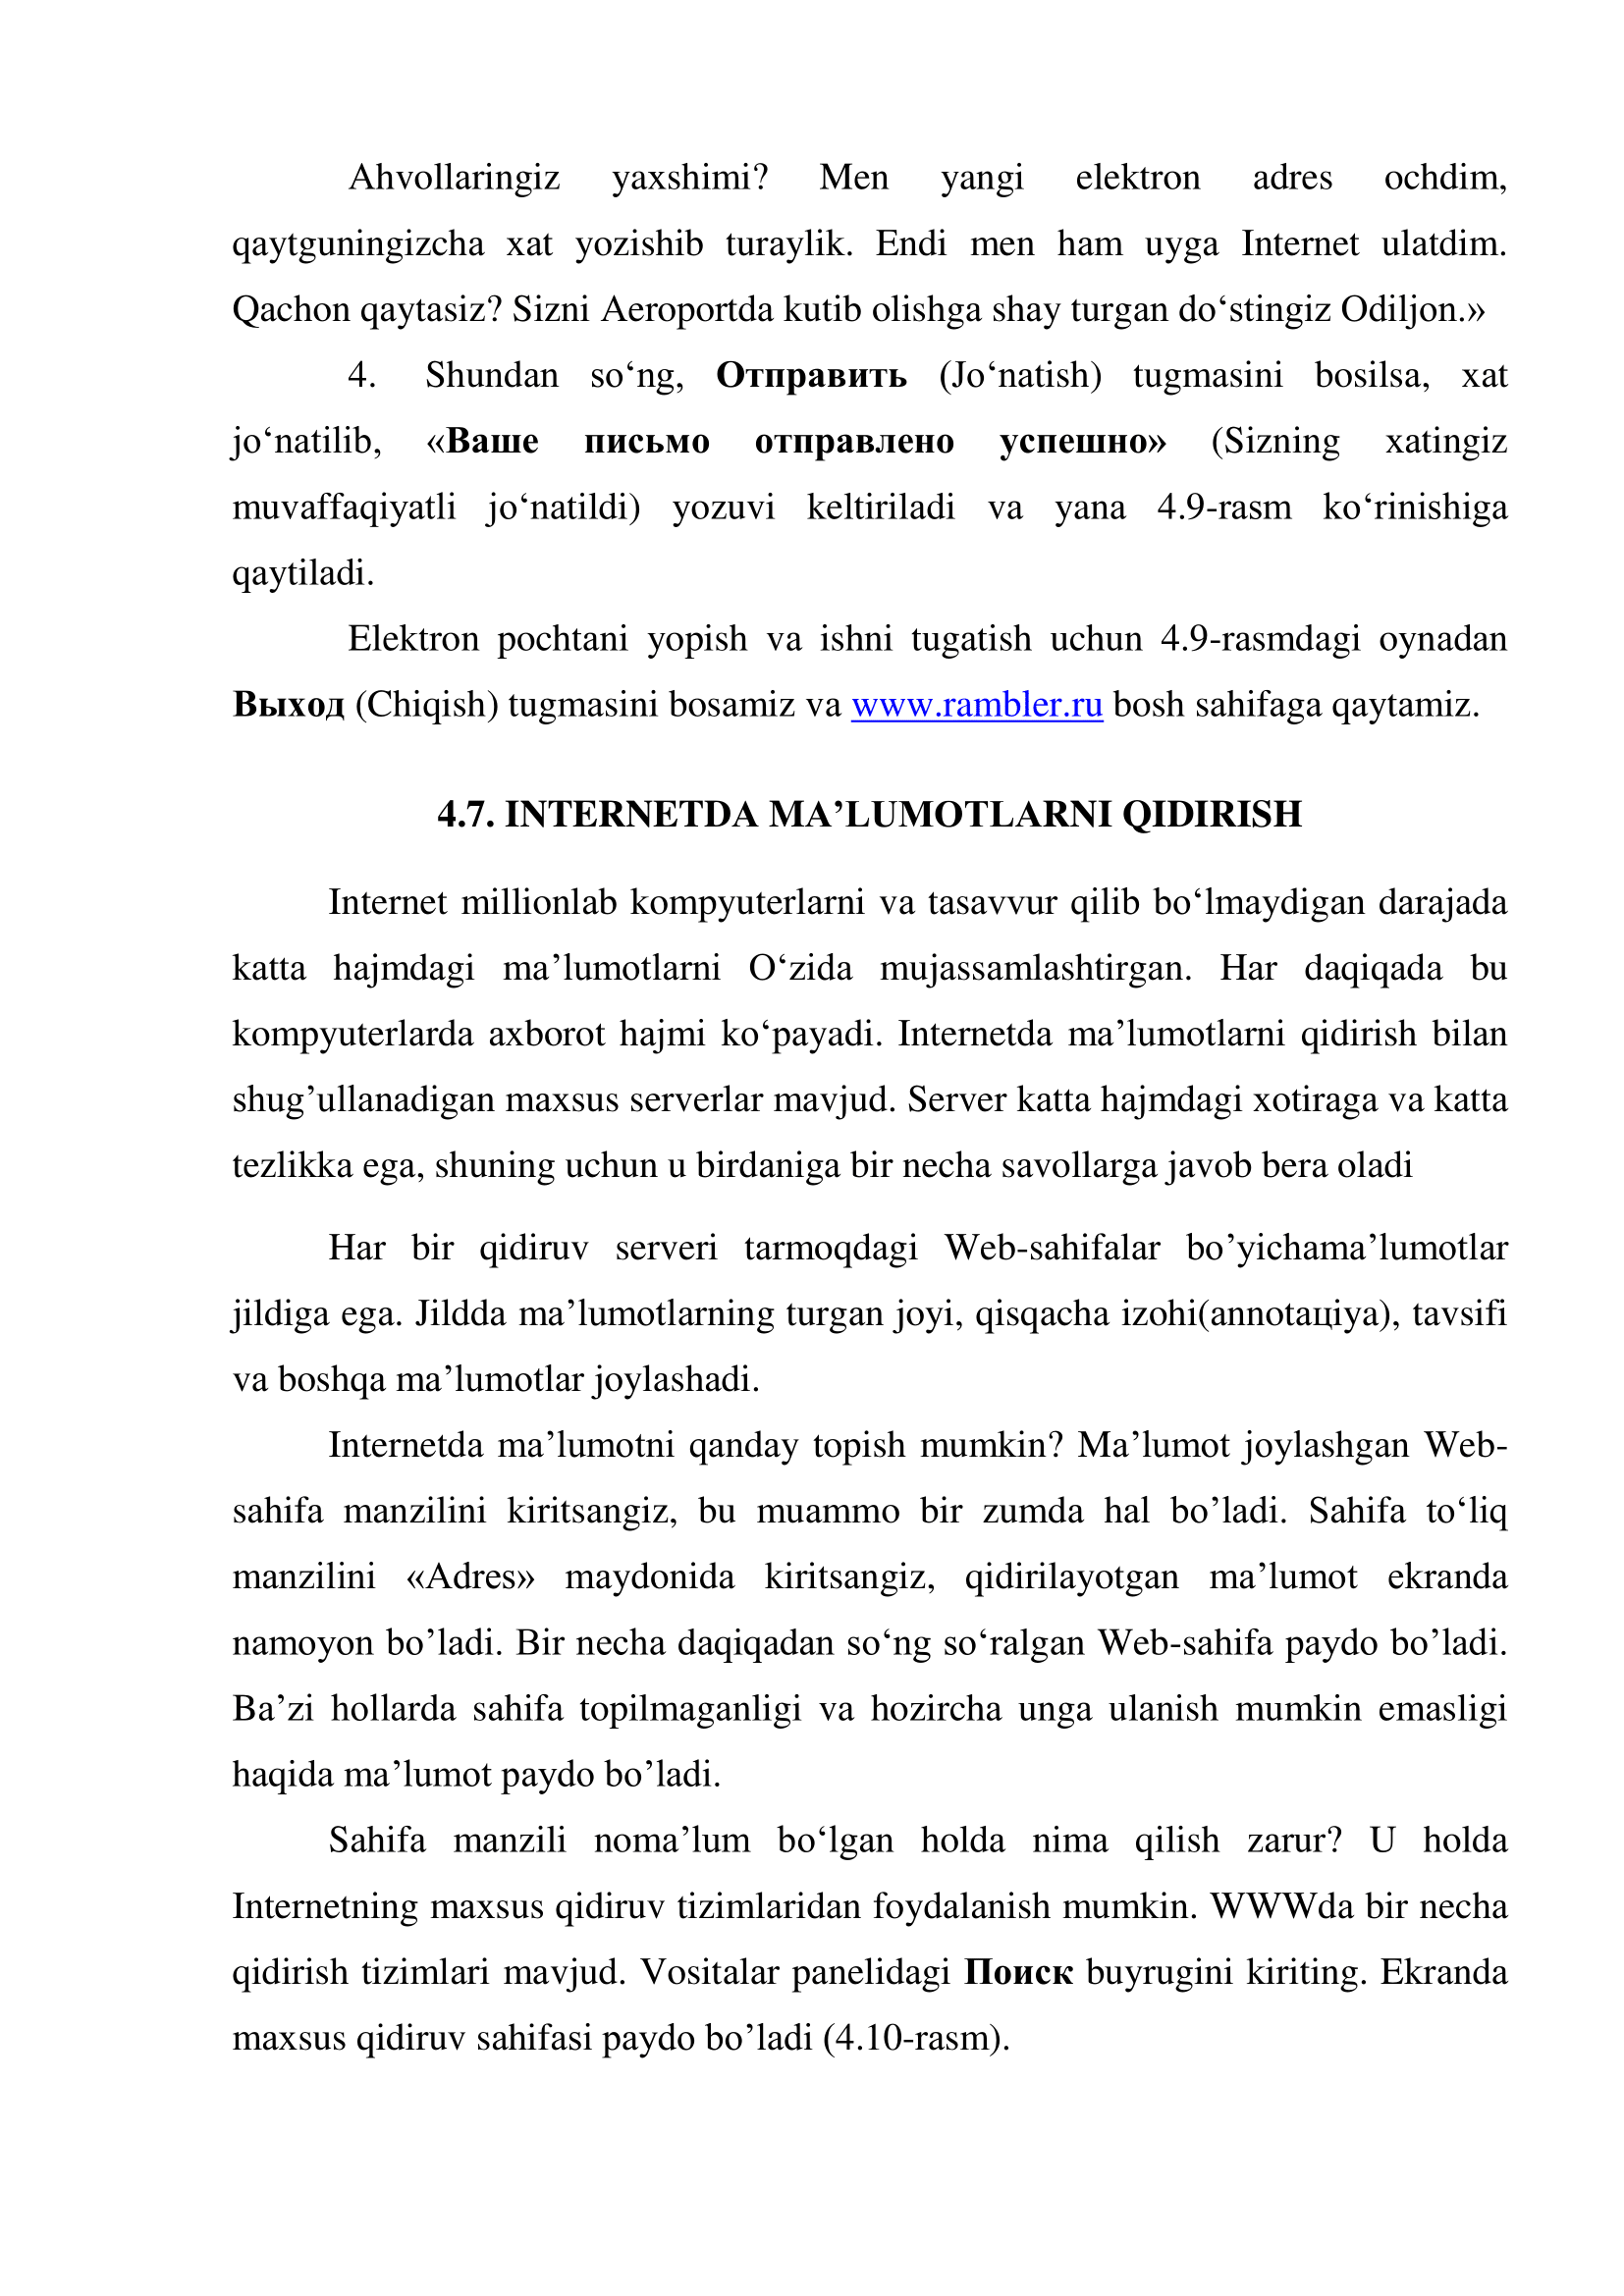 Ahvollaringiz yaxshimi? Men yangi elektron adres ochdim,
qaytguningizcha xat yozishib turaylik. Endi men ham uyga Internet ulatdim.
Qachon qaytasiz? Sizni Aeroportda kutib olishga shay turgan do‘stingiz Odiljon.»
4. Shundan so‘ng, Отправить (Jo‘natish) tugmasini bosilsa, xat
jo‘natilib, «Ваше письмо отправлено успешно» (Sizning xatingiz
muvaffaqiyatli jo‘natildi) yozuvi keltiriladi va yana 4.9-rasm ko‘rinishiga
qaytiladi.
Elektron pochtani yopish va ishni tugatish uchun 4.9-rasmdagi oynadan
Выход (Chiqish) tugmasini bosamiz va www.rambler.ru bosh sahifaga qaytamiz.
4.7. INTERNETDA MA’LUMOTLARNI QIDIRISH
Internet millionlab kompyuterlarni va tasavvur qilib bo‘lmaydigan darajada
katta hajmdagi ma’lumotlarni O‘zida mujassamlashtirgan. Har daqiqada bu
kompyuterlarda axborot hajmi ko‘payadi. Internetda ma’lumotlarni qidirish bilan
shug’ullanadigan maxsus serverlar mavjud. Server katta hajmdagi xotiraga va katta
tezlikka ega, shuning uchun u birdaniga bir necha savollarga javob bera oladi
Har bir qidiruv serveri tarmoqdagi Web-sahifalar bo’yichama’lumotlar
jildiga ega. Jildda ma’lumotlarning turgan joyi, qisqacha izohi(annotaцiya), tavsifi
va boshqa ma’lumotlar joylashadi.
Internetda ma’lumotni qanday topish mumkin? Ma’lumot joylashgan Web-
sahifa manzilini kiritsangiz, bu muammo bir zumda hal bo’ladi. Sahifa to‘liq
manzilini «Adres» maydonida kiritsangiz, qidirilayotgan ma’lumot ekranda
namoyon bo’ladi. Bir necha daqiqadan so‘ng so‘ralgan Web-sahifa paydo bo’ladi.
Ba’zi hollarda sahifa topilmaganligi va hozircha unga ulanish mumkin emasligi
haqida ma’lumot paydo bo’ladi.
Sahifa manzili noma’lum bo‘lgan holda nima qilish zarur? U holda
Internetning maxsus qidiruv tizimlaridan foydalanish mumkin. WWWda bir necha
qidirish tizimlari mavjud. Vositalar panelidagi Поиск buyrugini kiriting. Ekranda
maxsus qidiruv sahifasi paydo bo’ladi (4.10-rasm).